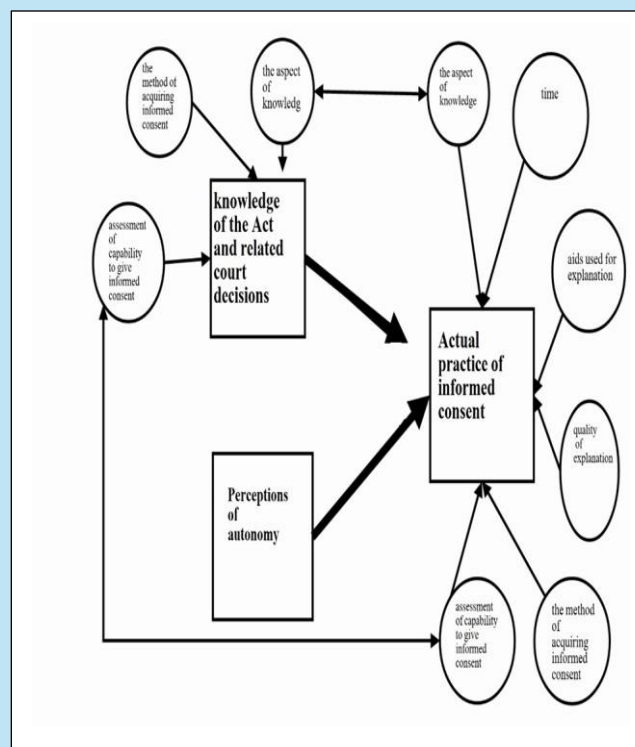 the
method of
acquiring
informed
consent
the aspect
of
knowledg
the aspect
of
knowledge
time
assessment
of
capability
to give
informed
consent
knowledge
of the Act
and related
court
decisions
aids used for
explanation
Actual
practice of
informed
consent
quality
of
explanation
Perceptions
of
autonomy
assessment
of capability
to give
informed
consent
the method
of
acquiring
informed
consent